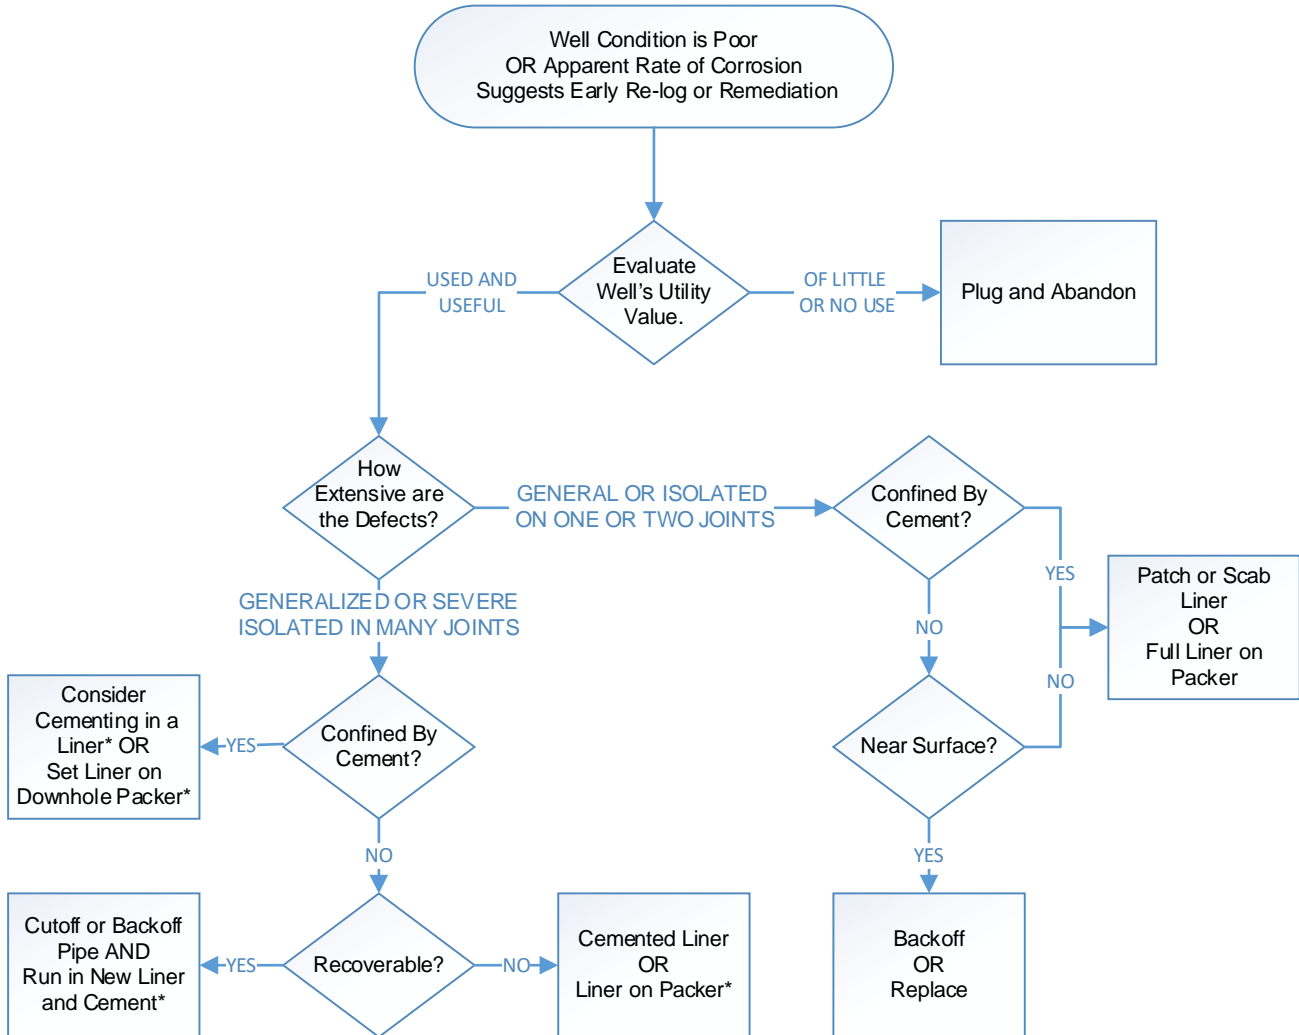 Well Condition is Poor
OR Apparent Rate of Corrosion
Suggests Early Re-log or Remediation
Evaluate
Well's Utility
Value.
USED AND
USEFUL
OF LITTLE
OR NO USE
Plug and Abandon
How
Extensive are
the Defects?
GENERAL OR ISOLATED
ON ONE OR TWO JOINTS
Confined By
Cement?
YES
Patch or Scab
Liner
OR
Full Liner on
Packer
GENERALIZED OR SEVERE
ISOLATED IN MANY JOINTS
NO
NO
Near Surface?
Consider
Cementing in a
Liner* OR
Set Liner on
Downhole Packer*
YES
Confined By
Cement?
NO
YES
Cutoff or Backoff
Pipe AND
Run in New Liner
and Cement*
YES
Recoverable?
NO
Cemented Liner
OR
Liner on Packer*
Backoff
OR
Replace